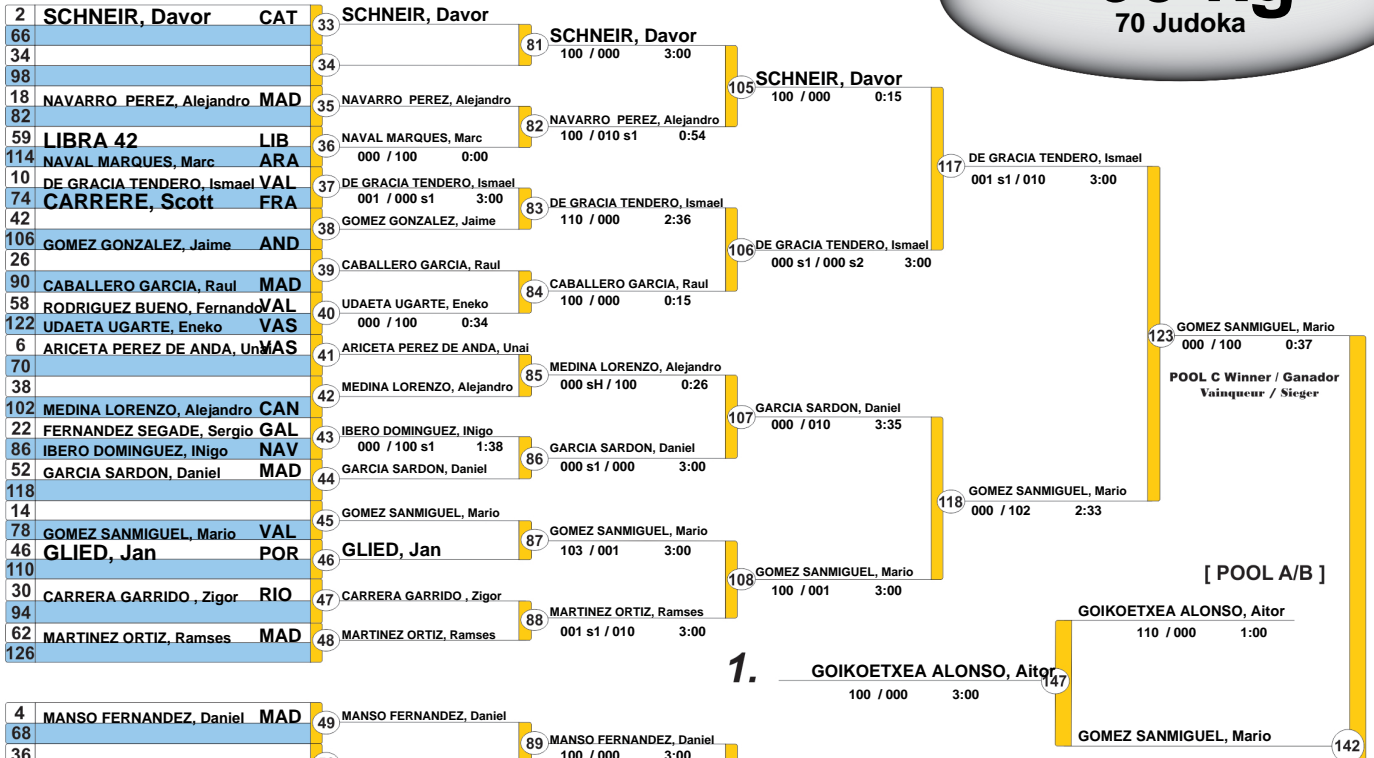 70 Judoka
2 SCHNEIR, Davor CAT
66
34
98
18 NAVARRO PEREZ, Alejandro MAD
82
59 LIBRA 42 LIB
114 NAVAL MARQUES, Marc ARA
10 DE GRACIA TENDERO, Ismael VAL
74 CARRERE, Scott FRA
42
106 GOMEZ GONZALEZ, Jaime AND
26
90 CABALLERO GARCIA, Raul MAD
58 RODRIGUEZ BUENO, Fernando VAL
122 UDAETA UGARTE, Eneko VAS
6 ARICETA PEREZ DE ANDA, Unai VAS
70
38
102 MEDINA LORENZO, Alejandro CAN
22 FERNANDEZ SEGADE, Sergio GAL
86 IBERO DOMINGUEZ, INigo NAV
52 GARCIA SARDON, Daniel MAD
118
14
78 GOMEZ SANMIGUEL, Mario VAL
46 GLIED, Jan POR
110
30 CARRERA GARRIDO , Zigor RIO
94
62 MARTINEZ ORTIZ, Ramses MAD
126
33 SCHNEIR, Davor
34
35 NAVARRO PEREZ, Alejandro
36 NAVAL MARQUES, Marc
000 / 100 0:00
37 DE GRACIA TENDERO, Ismael
001 / 000 s1 3:00
38 GOMEZ GONZALEZ, Jaime
39 CABALLERO GARCIA, Raul
40 UDAETA UGARTE, Eneko
000 / 100 0:34
41 ARICETA PEREZ DE ANDA, Unai
42 MEDINA LORENZO, Alejandro
43 IBERO DOMINGUEZ, INigo
000 / 100 s1 1:38
44 GARCIA SARDON, Daniel
45 GOMEZ SANMIGUEL, Mario
46 GLIED, Jan
47 CARRERA GARRIDO , Zigor
48 MARTINEZ ORTIZ, Ramses
81 SCHNEIR, Davor
100 / 000 3:00
82 NAVARRO PEREZ, Alejandro
100 / 010 s1 0:54
83 DE GRACIA TENDERO, Ismael
110 / 000 2:36
84 CABALLERO GARCIA, Raul
100 / 000 0:15
85 MEDINA LORENZO, Alejandro
000 sH / 100 0:26
86 GARCIA SARDON, Daniel
000 s1 / 000 3:00
87 GOMEZ SANMIGUEL, Mario
103 / 001 3:00
88 MARTINEZ ORTIZ, Ramses
001 s1 / 010 3:00
105 SCHNEIR, Davor
100 / 000 0:15
106 DE GRACIA TENDERO, Ismael
000 s1 / 000 s2 3:00
107 GARCIA SARDON, Daniel
000 / 010 3:35
108 GOMEZ SANMIGUEL, Mario
100 / 001 3:00
117 DE GRACIA TENDERO, Ismael
001 s1 / 010 3:00
118 GOMEZ SANMIGUEL, Mario
000 / 102 2:33
123 GOMEZ SANMIGUEL, Mario
000 / 100 0:37
POOL C Winner / Ganador
Vainqueur / Sieger
[ POOL A/B ]
GOIKOETXEA ALONSO, Aitor
110 / 000 1:00
1. GOIKOETXEA ALONSO, Aitor 147
100 / 000 3:00
GOMEZ SANMIGUEL, Mario 142
4 MANSO FERNANDEZ, Daniel MAD
68
36
49 MANSO FERNANDEZ, Daniel
89 MANSO FERNANDEZ, Daniel
100 / 000 3:00